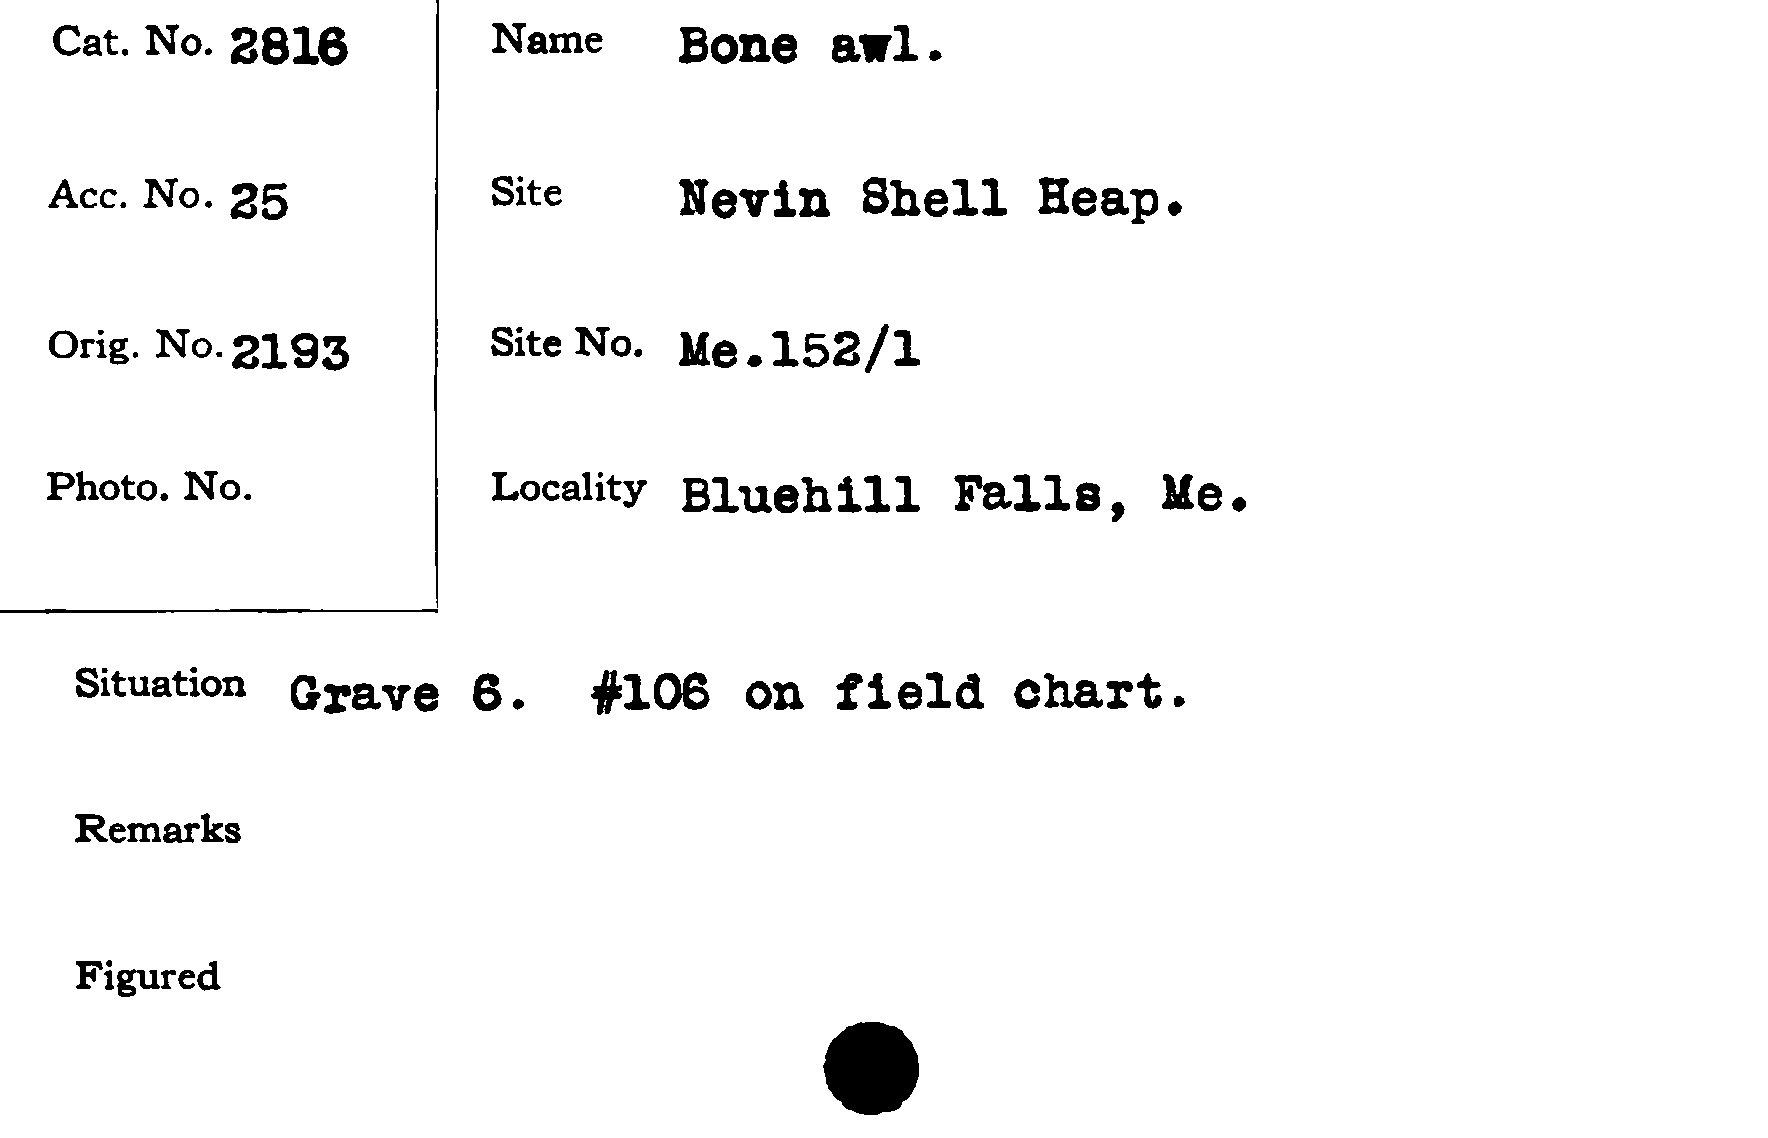 Cat. No. 2816
Name Bone awl.
Acc. No. 25
Site Nevin Shell Heap.
Orig. No. 2193
Site No. Me.152/1
Photo. No.
Locality Bluehill Falls, Me.
Situation Grave 6. #106 on field chart.
Remarks
Figured